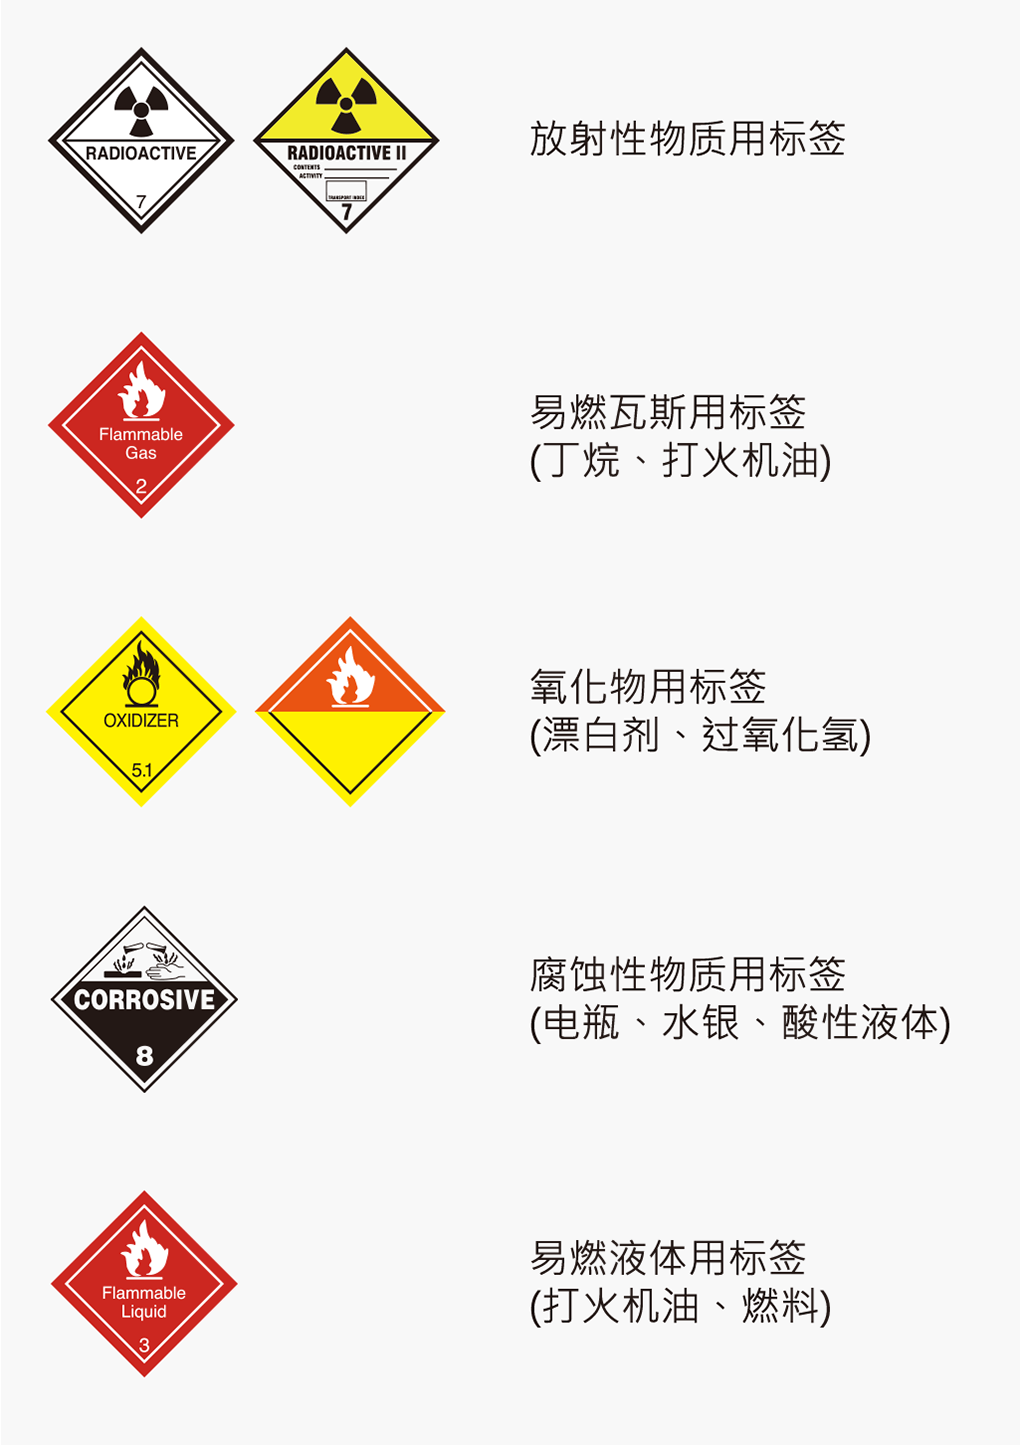 RADIOACTIVE
7
RADIOACTIVE II
CONTENTS
ACTIVITY
TRANSPORT INDEX
7
放射性物质用标签
Flammable
Gas
2
易燃瓦斯用标签
(丁烷、打火机油)
OXIDIZER
5.1
氧化物用标签
(漂白剂、过氧化氢)
CORROSIVE
8
腐蚀性物质用标签
(电瓶、水银、酸性液体)
Flammable
Liquid
3
易燃液体用标签
(打火机油、燃料)